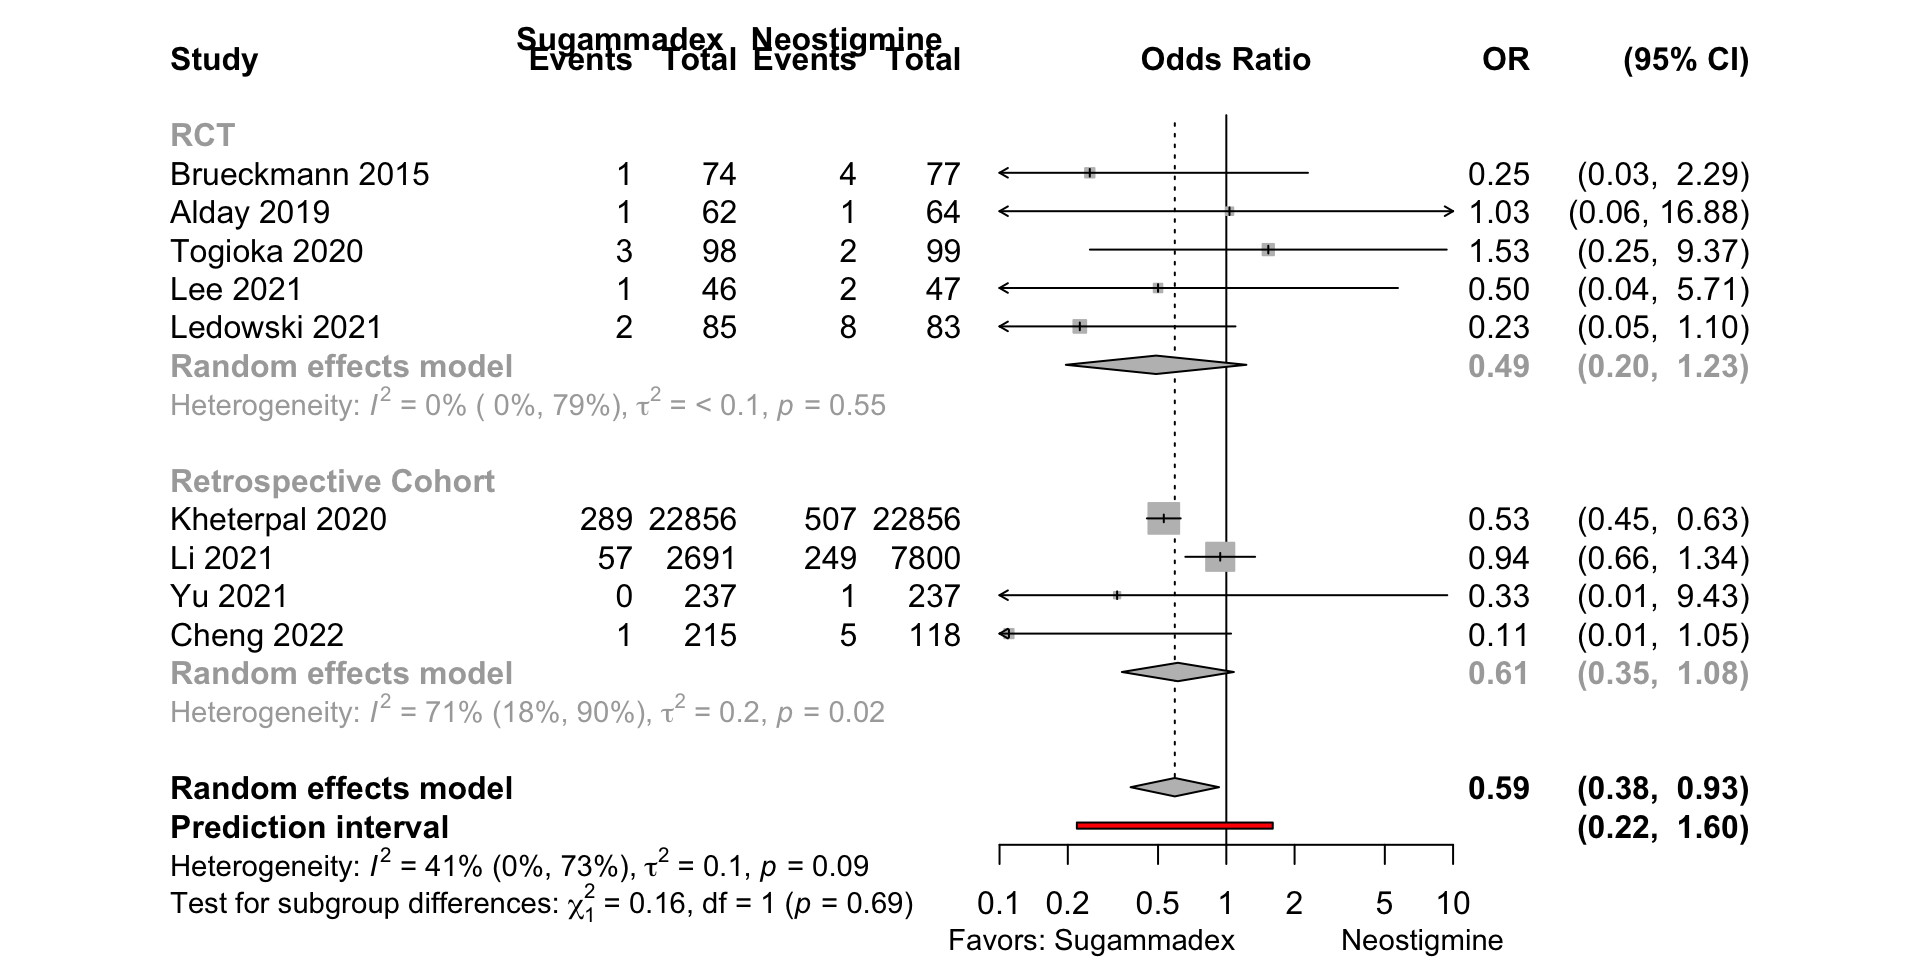 Sugammadex Neostigmine
Study Events Total Events Total Odds Ratio OR (95% CI)
RCT
Brueckmann 2015 1 74 4 77 0.25 (0.03, 2.29)
Alday 2019 1 62 1 64 1.03 (0.06, 16.88)
Togioka 2020 3 98 2 99 1.53 (0.25, 9.37)
Lee 2021 1 46 2 47 0.50 (0.04, 5.71)
Ledowski 2021 2 85 8 83 0.23 (0.05, 1.10)
Random effects model 0.49 (0.20, 1.23)
Heterogeneity: I² = 0% ( 0%, 79%), τ² = < 0.1, p = 0.55
Retrospective Cohort
Kheterpal 2020 289 22856 507 22856 0.53 (0.45, 0.63)
Li 2021 57 2691 249 7800 0.94 (0.66, 1.34)
Yu 2021 0 237 1 237 0.33 (0.01, 9.43)
Cheng 2022 1 215 5 118 0.11 (0.01, 1.05)
Random effects model 0.61 (0.35, 1.08)
Heterogeneity: I² = 71% (18%, 90%), τ² = 0.2, p = 0.02
Random effects model 0.59 (0.38, 0.93)
Prediction interval (0.22, 1.60)
Heterogeneity: I² = 41% (0%, 73%), τ² = 0.1, p = 0.09
Test for subgroup differences: χ²₁ = 0.16, df = 1 (p = 0.69)
0.1 0.2 0.5 1 2 5 10
Favors: Sugammadex Neostigmine